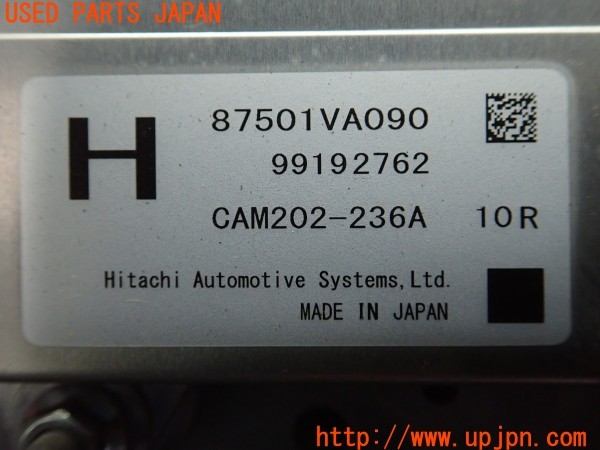 USED PARTS JAPAN
H
87501VA090
99192762
CAM202-236A 10R
Hitachi Automotive Systems,Ltd.
MADE IN JAPAN
http://www.upjpn.com/